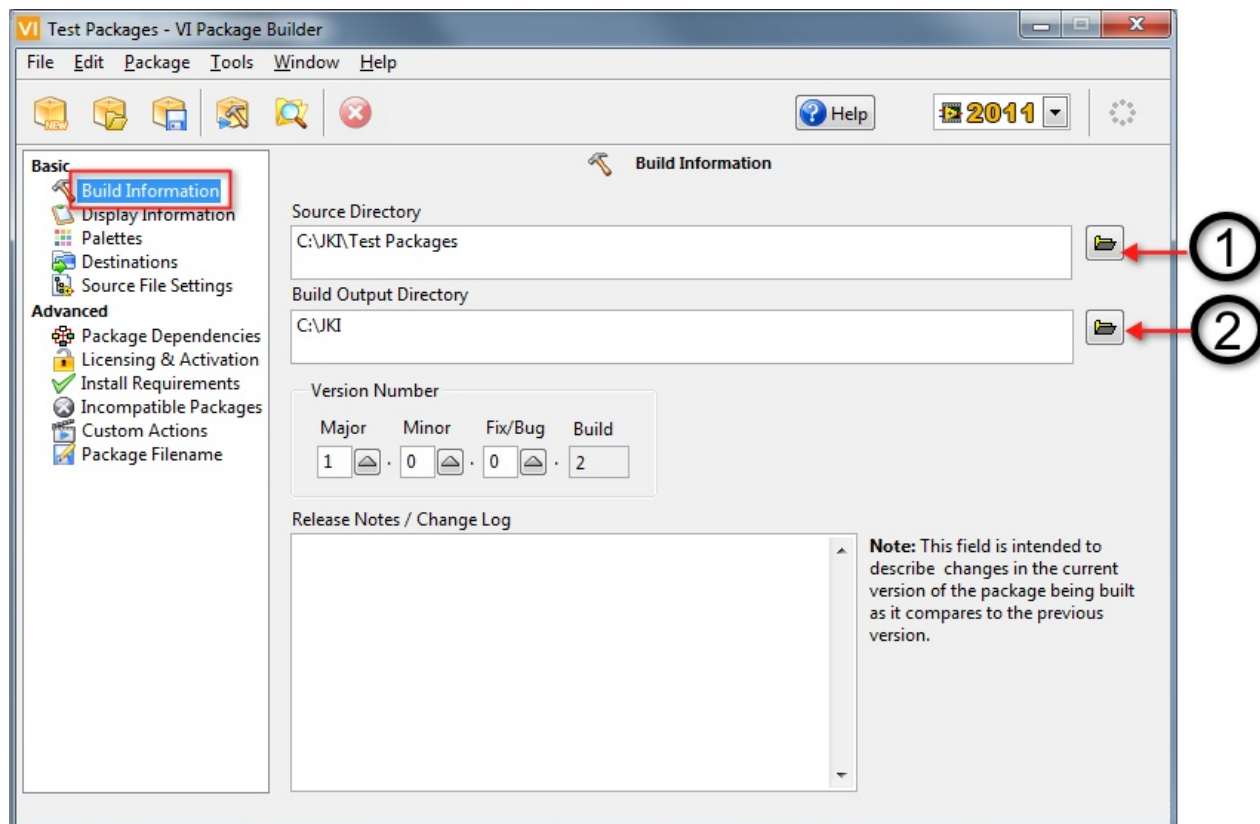 VI Test Packages - VI Package Builder
File Edit Package Tools Window Help
NEW
Help
2011
Basic
Build Information
Display Information
Palettes
Destinations
Source File Settings
Advanced
Package Dependencies
Licensing & Activation
Install Requirements
Incompatible Packages
Custom Actions
Package Filename
Build Information
Source Directory
C:\JKI\Test Packages
1
Build Output Directory
C:\JKI
2
Version Number
Major Minor Fix/Bug Build
1 . 0 . 0 . 2
Release Notes / Change Log
Note: This field is intended to
describe changes in the current
version of the package being built
as it compares to the previous
version.